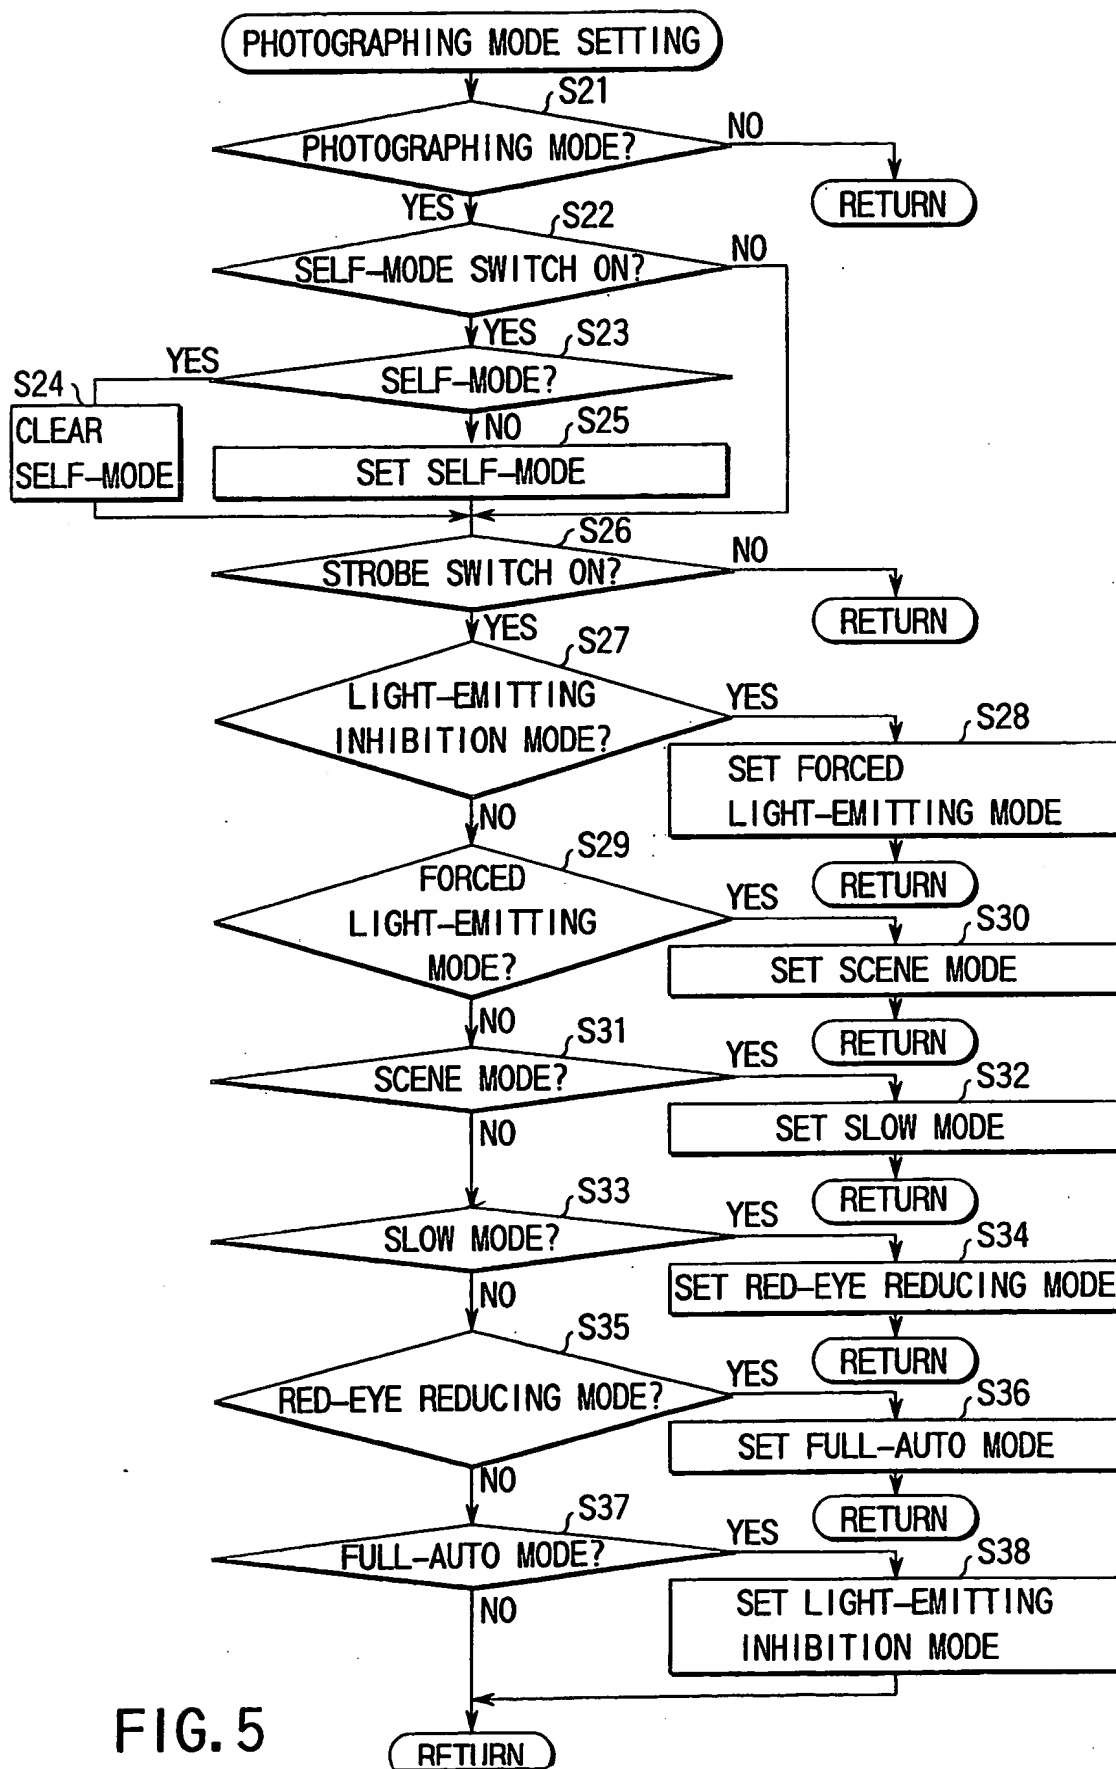 PHOTOGRAPHING MODE SETTING
S21
PHOTOGRAPHING MODE?
NO
RETURN
YES
S22
SELF-MODE SWITCH ON?
NO
YES
S23
SELF-MODE?
YES
S24
CLEAR
SELF-MODE
NO
S25
SET SELF-MODE
S26
STROBE SWITCH ON?
NO
RETURN
YES
S27
LIGHT-EMITTING
INHIBITION MODE?
YES
S28
SET FORCED
LIGHT-EMITTING MODE
RETURN
NO
S29
FORCED
LIGHT-EMITTING
MODE?
YES
S30
SET SCENE MODE
RETURN
NO
S31
SCENE MODE?
YES
S32
SET SLOW MODE
RETURN
NO
S33
SLOW MODE?
YES
S34
SET RED-EYE REDUCING MODE
RETURN
NO
S35
RED-EYE REDUCING MODE?
YES
S36
SET FULL-AUTO MODE
RETURN
NO
S37
FULL-AUTO MODE?
YES
S38
SET LIGHT-EMITTING
INHIBITION MODE
NO
RETURN
FIG. 5